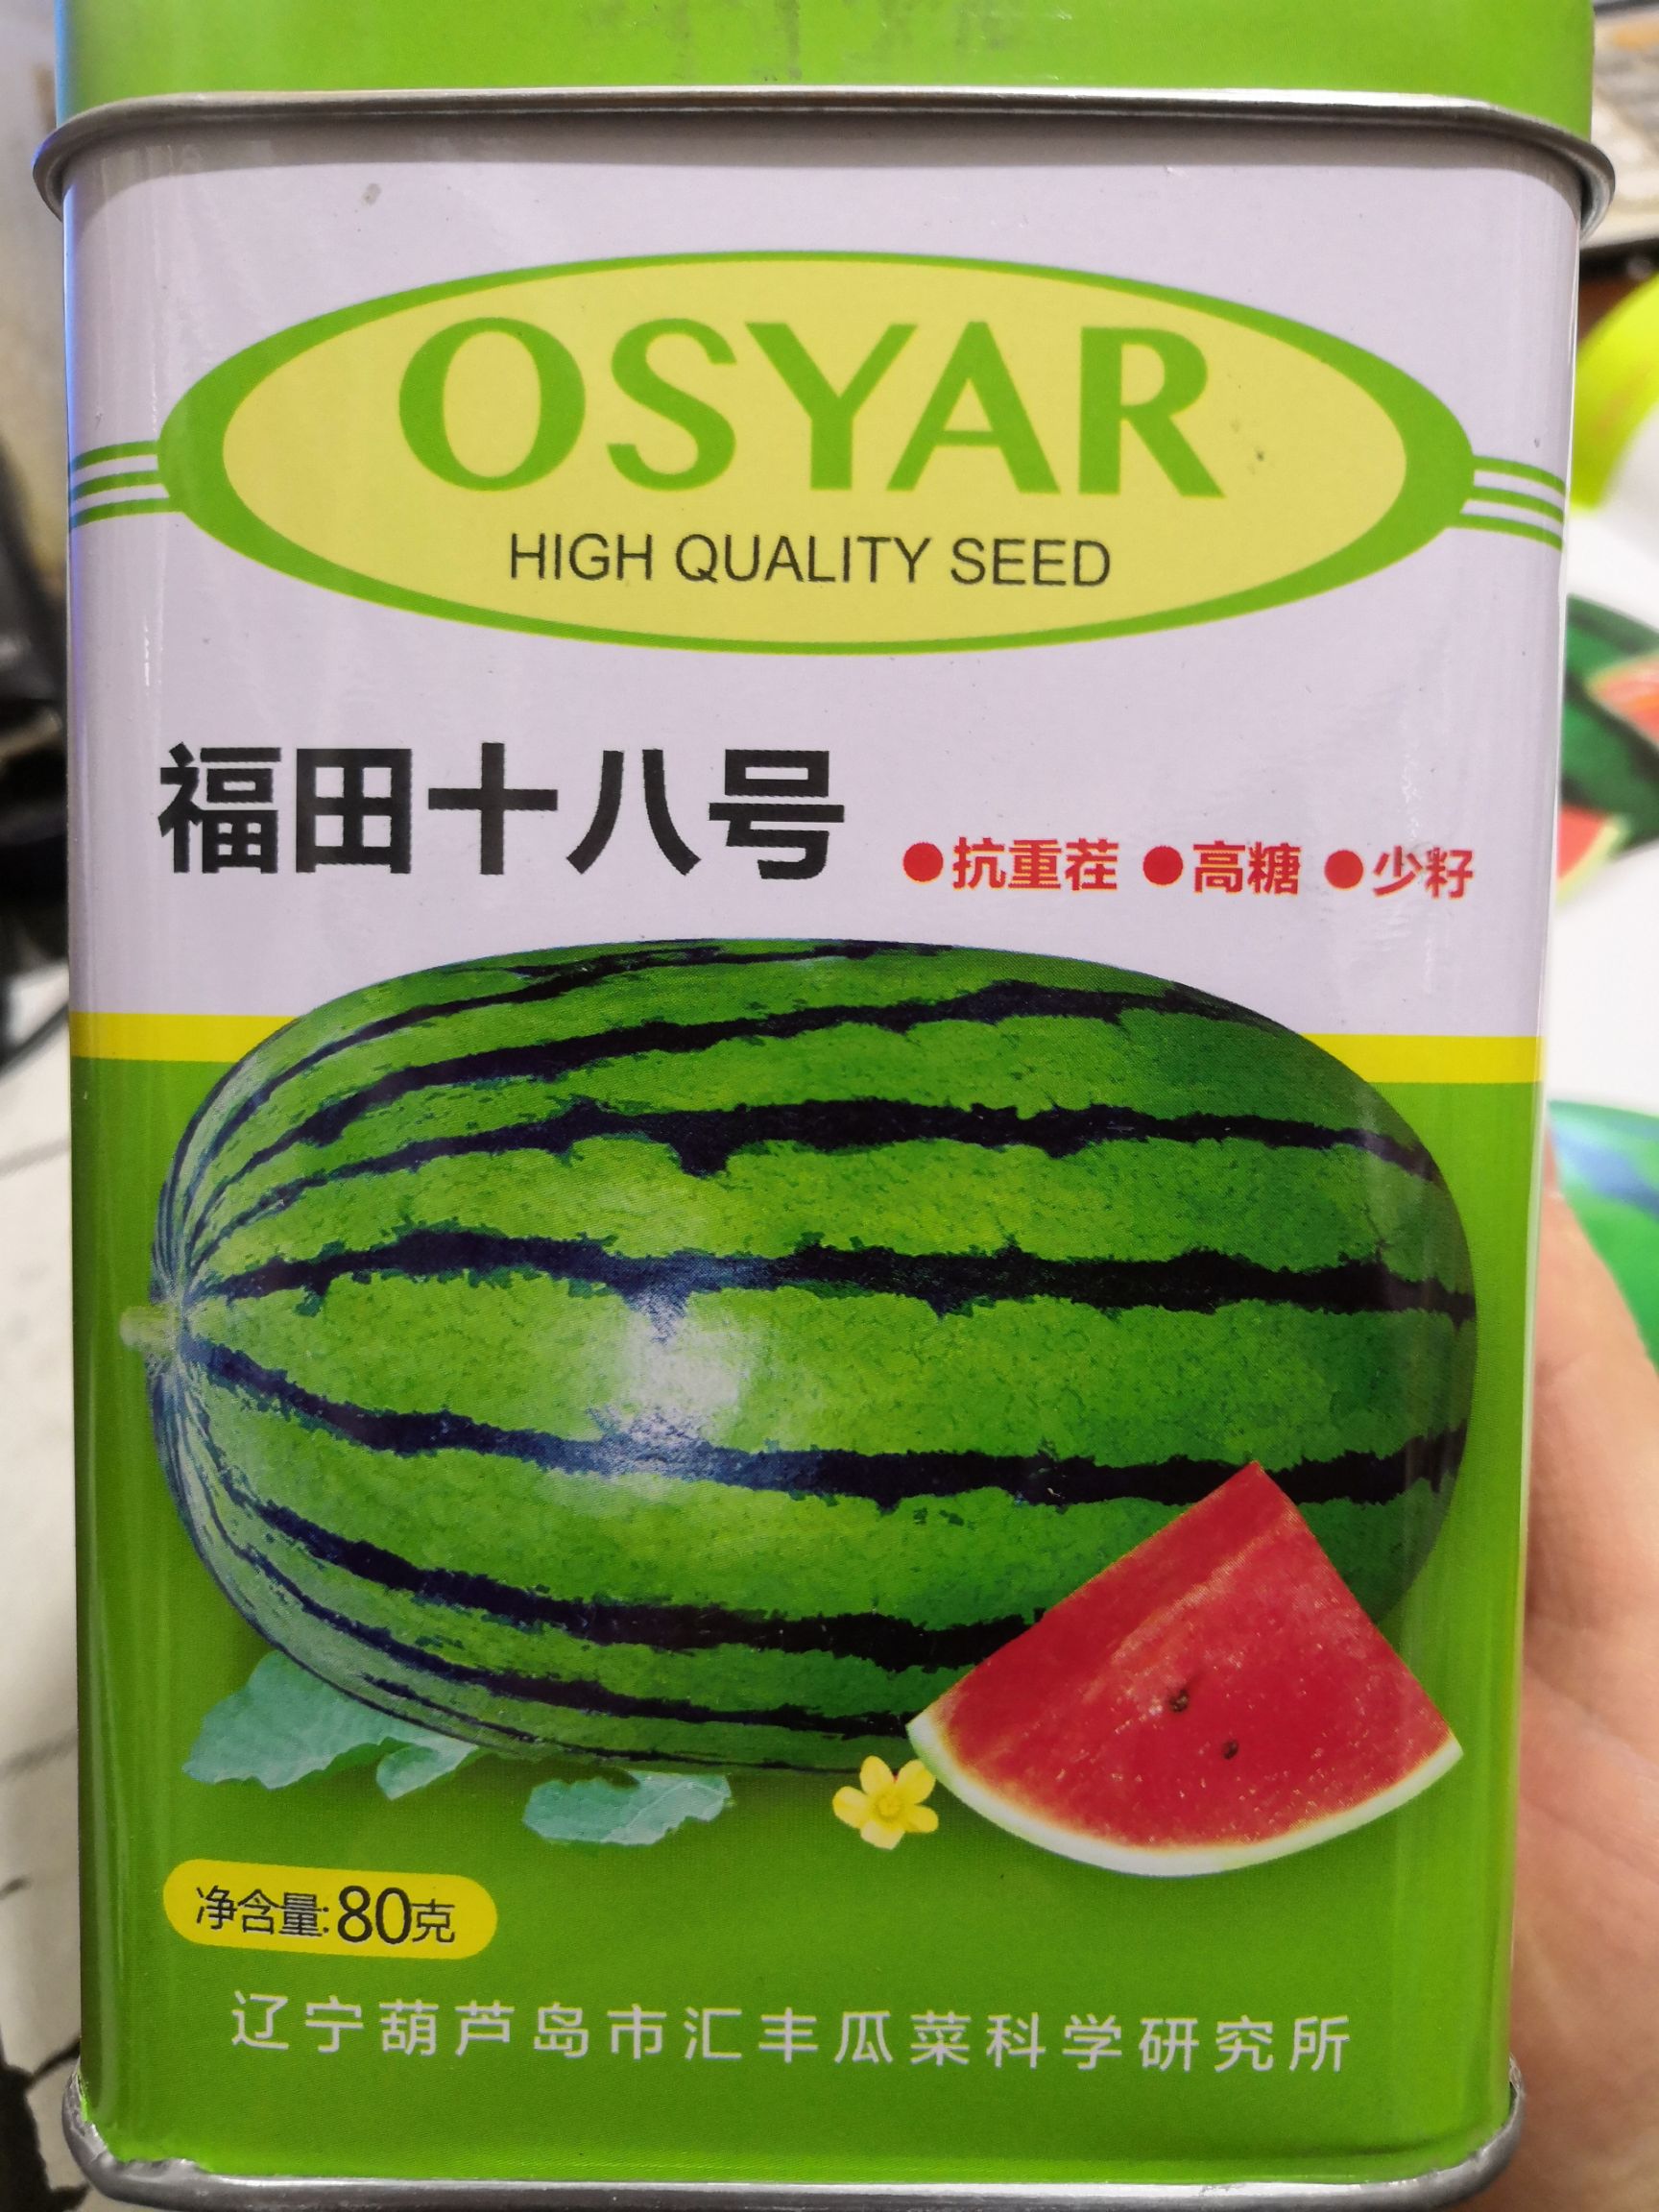 OSYAR
HIGH QUALITY SEED
福田十八号
●抗重茬 ●高糖 ●少籽
净含量:80克
辽宁葫芦岛市汇丰瓜菜科学研究所